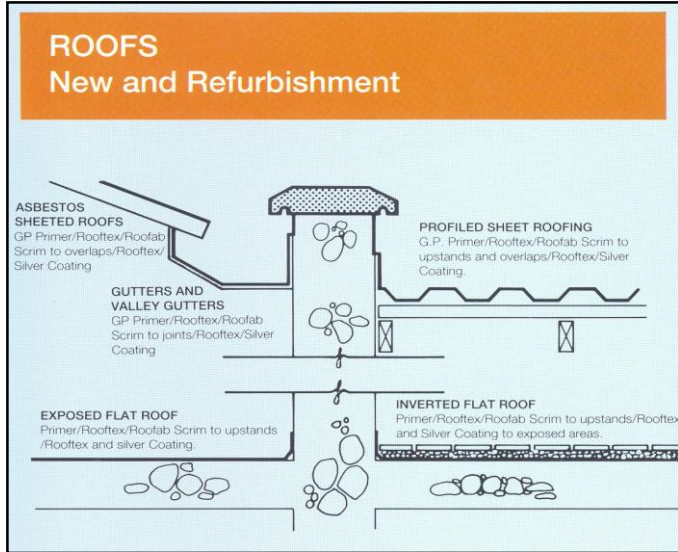 ROOFS
New and Refurbishment
ASBESTOS
SHEETED ROOFS
GP Primer/Rooftex/Roofab
Scrim to overlaps/Rooftex/
Silver Coating
PROFILED SHEET ROOFING
G.P. Primer/Rooftex/Roofab Scrim to
upstands and overlaps/Rooftex/Silver
Coating.
GUTTERS AND
VALLEY GUTTERS
GP Primer/Rooftex/Roofab
Scrim to joints/Rooftex/Silver
Coating
EXPOSED FLAT ROOF
Primer/Rooftex/Roofab Scrim to upstands
/Rooftex and silver Coating.
INVERTED FLAT ROOF
Primer/Rooftex/Roofab Scrim to upstands/Rooftex
and Silver Coating to exposed areas.